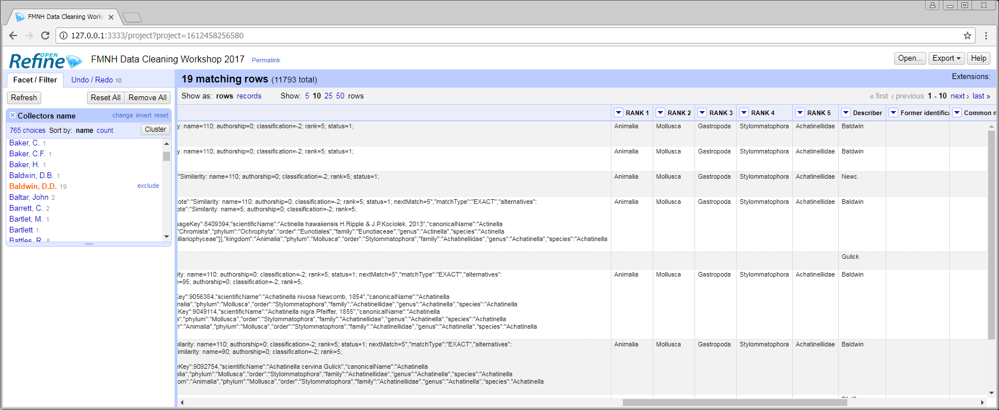 FMNH Data Cleaning Works
127.0.0.1:3333/project?project=1612458256580
OPEN
Refine
FMNH Data Cleaning Workshop 2017 Permalink
Open... Export Help
Facet / Filter Undo / Redo 10
Refresh Reset All Remove All
Collectors name change invert reset
765 choices Sort by: name count Cluster
Baker, C. 1
Baker, C.F. 1
Baker, H. 1
Baldwin, D.B. 1
Baldwin, D.D. 19 exclude
Baltar, John 2
Barrett, C. 2
Bartlet, M. 1
Bartlett 1
Battles, R. 8
19 matching rows (11793 total) Extensions:
Show as: rows records Show: 5 10 25 50 rows « first ‹ previous 1 - 10 next › last »
RANK 1 RANK 2 RANK 3 RANK 4 RANK 5 Describer Former identifica Common n
y: name=110; authorship=0; classification=-2; rank=5; status=1; Animalia Mollusca Gastropoda Stylommatophora Achatinellidae Baldwin
y: name=110; authorship=0; classification=-2; rank=5; status=1; Animalia Mollusca Gastropoda Stylommatophora Achatinellidae Baldwin
"Similarity: name=110; authorship=0; classification=-2; rank=5; status=1; Animalia Mollusca Gastropoda Stylommatophora Achatinellidae Newc.
ote":"Similarity: name=110; authorship=0; classification=-2; rank=5; status=1; nextMatch=5","matchType":"EXACT","alternatives": Animalia Mollusca Gastropoda Stylommatophora Achatinellidae Baldwin
ote":"Similarity: name=5; authorship=0; classification=-2; rank=5;
sageKey":8409394,"scientificName":"Actinella hawaiiensis H.Ripple & J.P.Kociolek, 2013","canonicalName":"Actinella
"Chromista","phylum":"Ochrophyta","order":"Eunotiales","family":"Eunotiaceae","genus":"Actinella","species":"Actinella
illariophyceae"}],"kingdom":"Animalia","phylum":"Mollusca","order":"Stylommatophora","family":"Achatinellidae","genus":"Achatinella","species":"Achatinella
Gulick
ity: name=110; authorship=0; classification=-2; rank=5; status=1; nextMatch=5","matchType":"EXACT","alternatives": Animalia Mollusca Gastropoda Stylommatophora Achatinellidae Baldwin
e=95; authorship=0; classification=-2; rank=5;
Key":9056384,"scientificName":"Achatinella nivosa Newcomb, 1854","canonicalName":"Achatinella
malia","phylum":"Mollusca","order":"Stylommatophora","family":"Achatinellidae","genus":"Achatinella","species":"Achatinella
Key":9049114,"scientificName":"Achatinella nigra Pfeiffer, 1855","canonicalName":"Achatinella
a","phylum":"Mollusca","order":"Stylommatophora","family":"Achatinellidae","genus":"Achatinella","species":"Achatinella
m":"Animalia","phylum":"Mollusca","order":"Stylommatophora","family":"Achatinellidae","genus":"Achatinella","species":"Achatinella
milarity: name=110; authorship=0; classification=-2; rank=5; status=1; nextMatch=5","matchType":"EXACT","alternatives": Animalia Mollusca Gastropoda Stylommatophora Achatinellidae Baldwin
imilarity: name=90; authorship=0; classification=-2; rank=5;
eKey":9092754,"scientificName":"Achatinella cervina Gulick","canonicalName":"Achatinella
alia","phylum":"Mollusca","order":"Stylommatophora","family":"Achatinellidae","genus":"Achatinella","species":"Achatinella
om":"Animalia","phylum":"Mollusca","order":"Stylommatophora","family":"Achatinellidae","genus":"Achatinella","species":"Achatinella